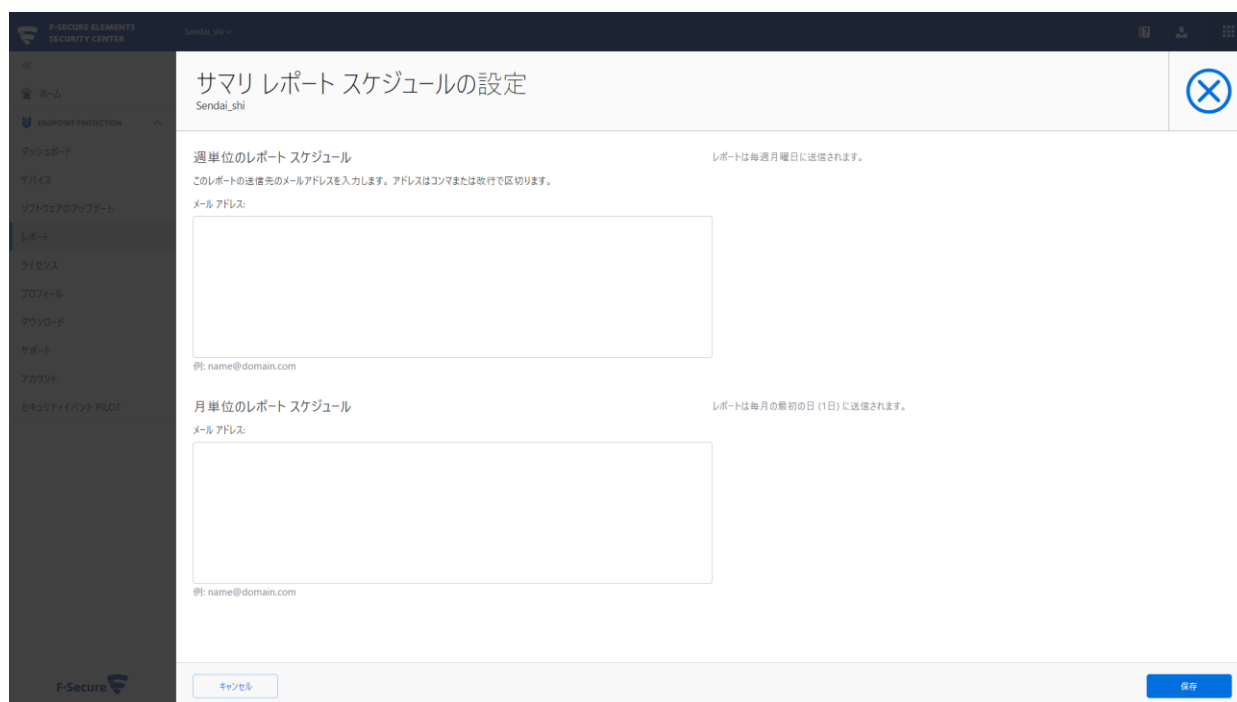 F-SECURE ELEMENTS
SECURITY CENTER
Sendai_shi
ホーム
ENDPOINT PROTECTION
ダッシュボード
デバイス
ソフトウェアのアップデート
レポート
ライセンス
プロフィール
ダウンロード
サポート
アカウント
セキュリティイベント PILOT
F-Secure
サマリ レポート スケジュールの設定
Sendai_shi
週単位のレポート スケジュール
レポートは毎週月曜日に送信されます。
このレポートの送信先のメールアドレスを入力します。アドレスはコンマまたは改行で区切ります。
メール アドレス:
例: name@domain.com
月単位のレポート スケジュール
レポートは毎月の最初の日 (1日) に送信されます。
メール アドレス:
例: name@domain.com
キャンセル
保存